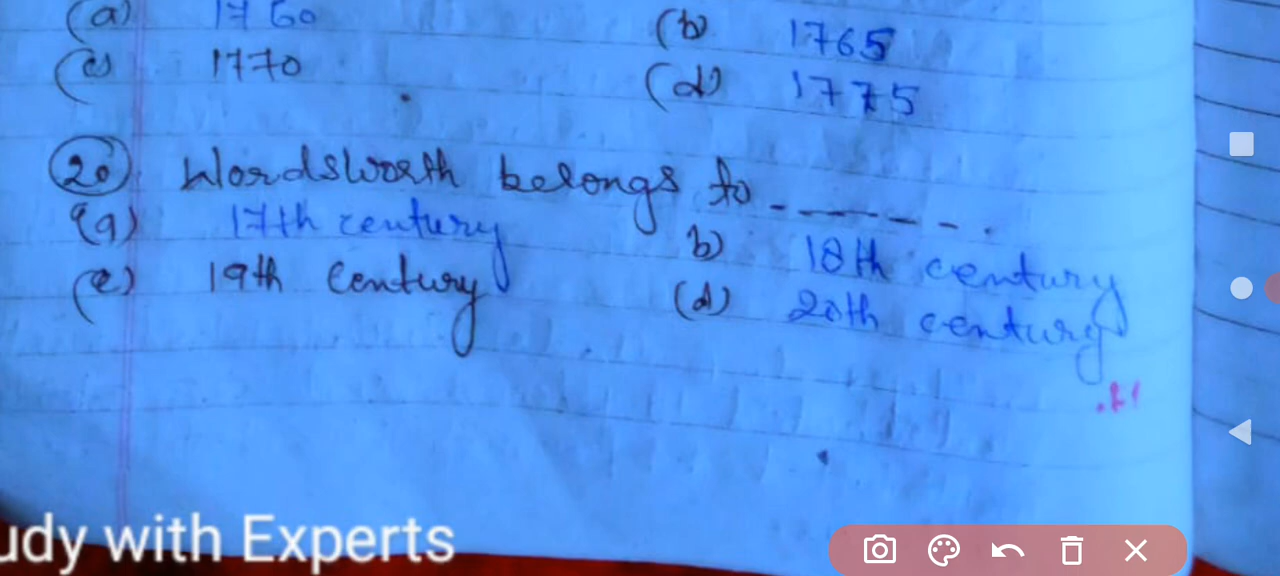 (a) 1760 (b) 1765
(c) 1770 (d) 1775
20. Wordsworth belongs to ------.
(a) 17th century b) 18th century
(c) 19th Century (d) 20th century
udy with Experts